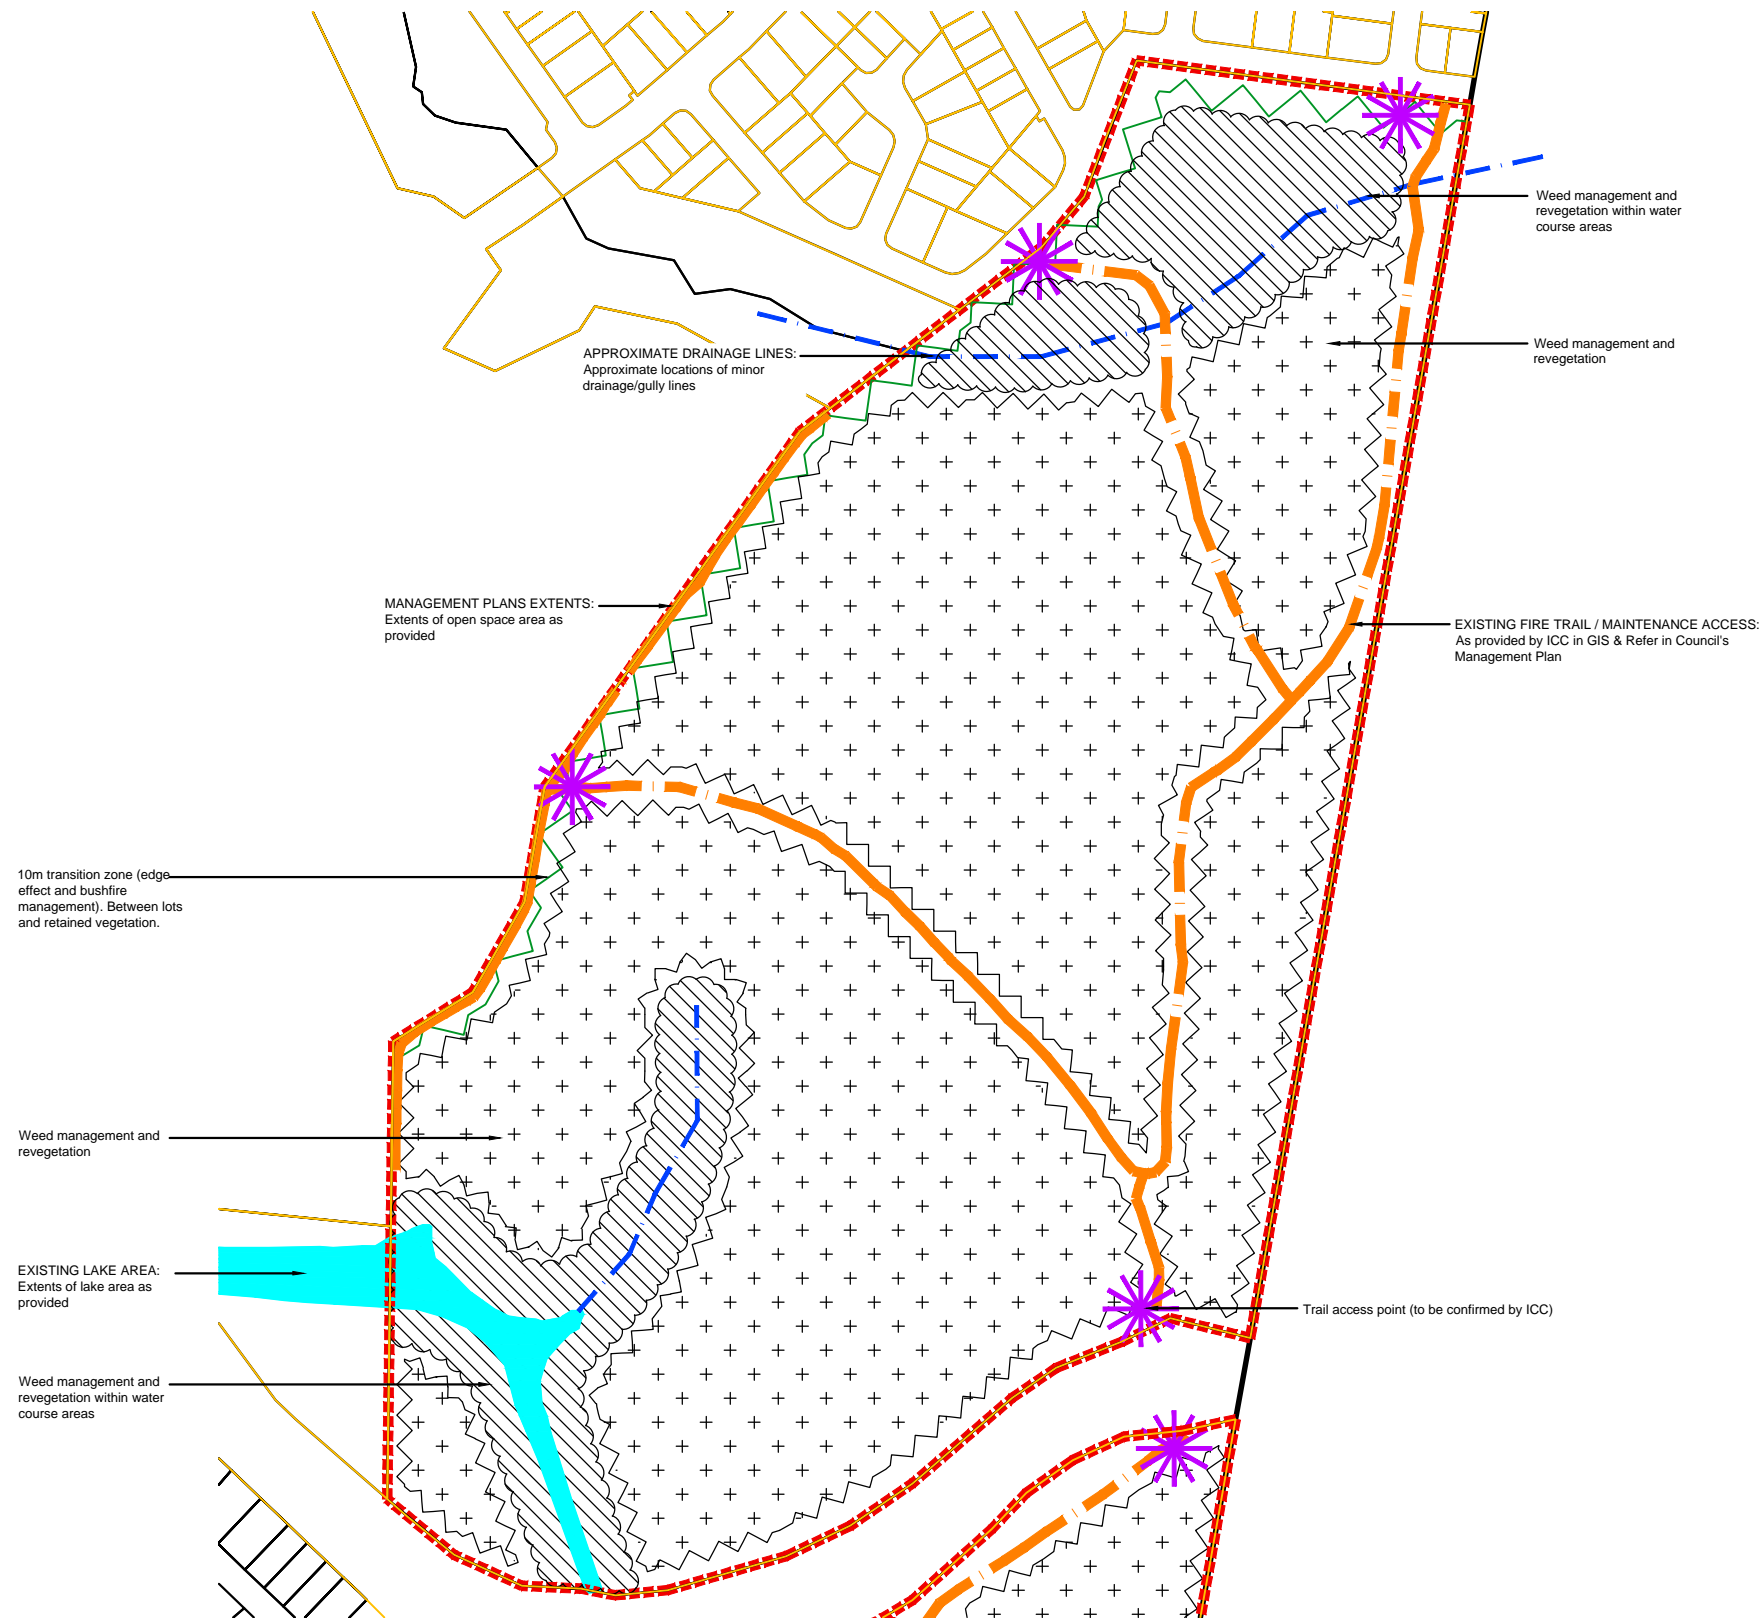 Weed management and
revegetation within water
course areas
APPROXIMATE DRAINAGE LINES:
Approximate locations of minor
drainage/gully lines
Weed management and
revegetation
MANAGEMENT PLANS EXTENTS:
Extents of open space area as
provided
EXISTING FIRE TRAIL / MAINTENANCE ACCESS:
As provided by ICC in GIS & Refer in Council's
Management Plan
10m transition zone (edge
effect and bushfire
management). Between lots
and retained vegetation.
Weed management and
revegetation
EXISTING LAKE AREA:
Extents of lake area as
provided
Trail access point (to be confirmed by ICC)
Weed management and
revegetation within water
course areas